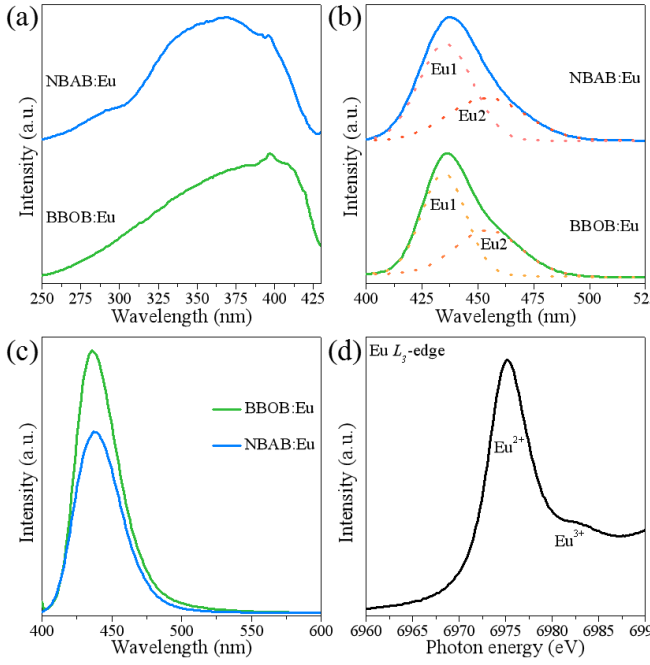 (a)
NBAB:Eu
BBOB:Eu
Intensity (a.u.)
250 275 300 325 350 375 400 425
Wavelength (nm)
(b)
Eu1
Eu2
NBAB:Eu
Eu1
Eu2
BBOB:Eu
Intensity (a.u.)
400 425 450 475 500 52
Wavelength (nm)
(c)
BBOB:Eu
NBAB:Eu
Intensity (a.u.)
400 450 500 550 600
Wavelength (nm)
(d)
Eu L3-edge
Eu2+
Eu3+
Intensity (a.u.)
6960 6965 6970 6975 6980 6985 699
Photon energy (eV)